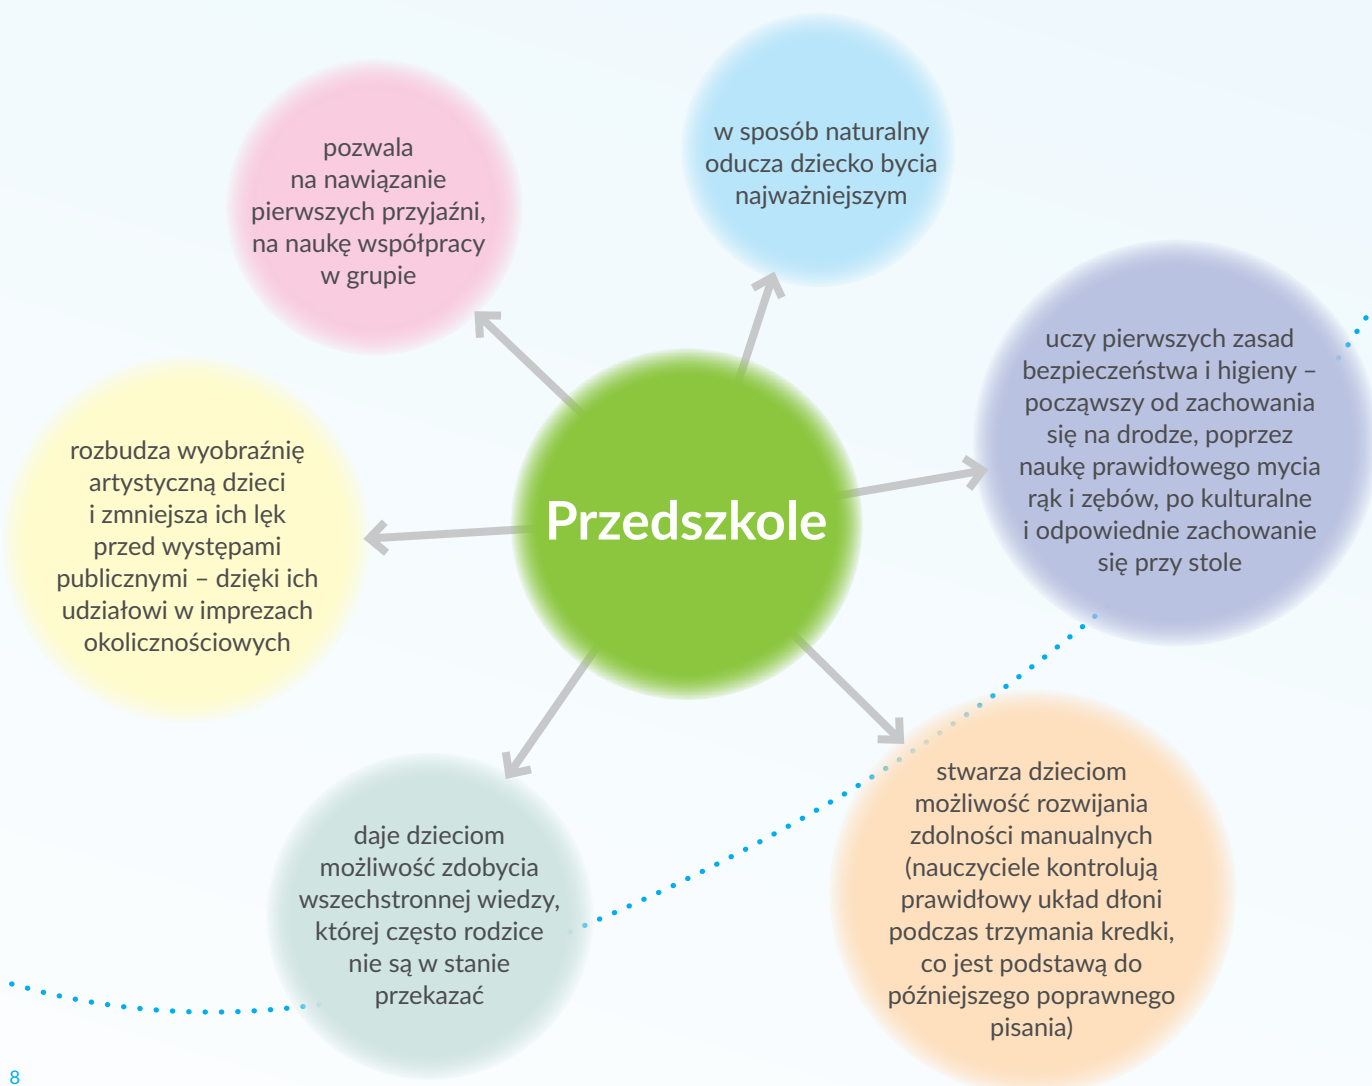 pozwala
na nawiązanie
pierwszych przyjaźni,
na naukę współpracy
w grupie
w sposób naturalny
oducza dziecko bycia
najważniejszym
uczy pierwszych zasad
bezpieczeństwa i higieny –
począwszy od zachowania
się na drodze, poprzez
naukę prawidłowego mycia
rąk i zębów, po kulturalne
i odpowiednie zachowanie
się przy stole
rozbudza wyobraźnię
artystyczną dzieci
i zmniejsza ich lęk
przed występami
publicznymi – dzięki ich
udziałowi w imprezach
okolicznościowych
Przedszkole
daje dzieciom
możliwość zdobycia
wszechstronnej wiedzy,
której często rodzice
nie są w stanie
przekazać
stwarza dzieciom
możliwość rozwijania
zdolności manualnych
(nauczyciele kontrolują
prawidłowy układ dłoni
podczas trzymania kredki,
co jest podstawą do
późniejszego poprawnego
pisania)
8